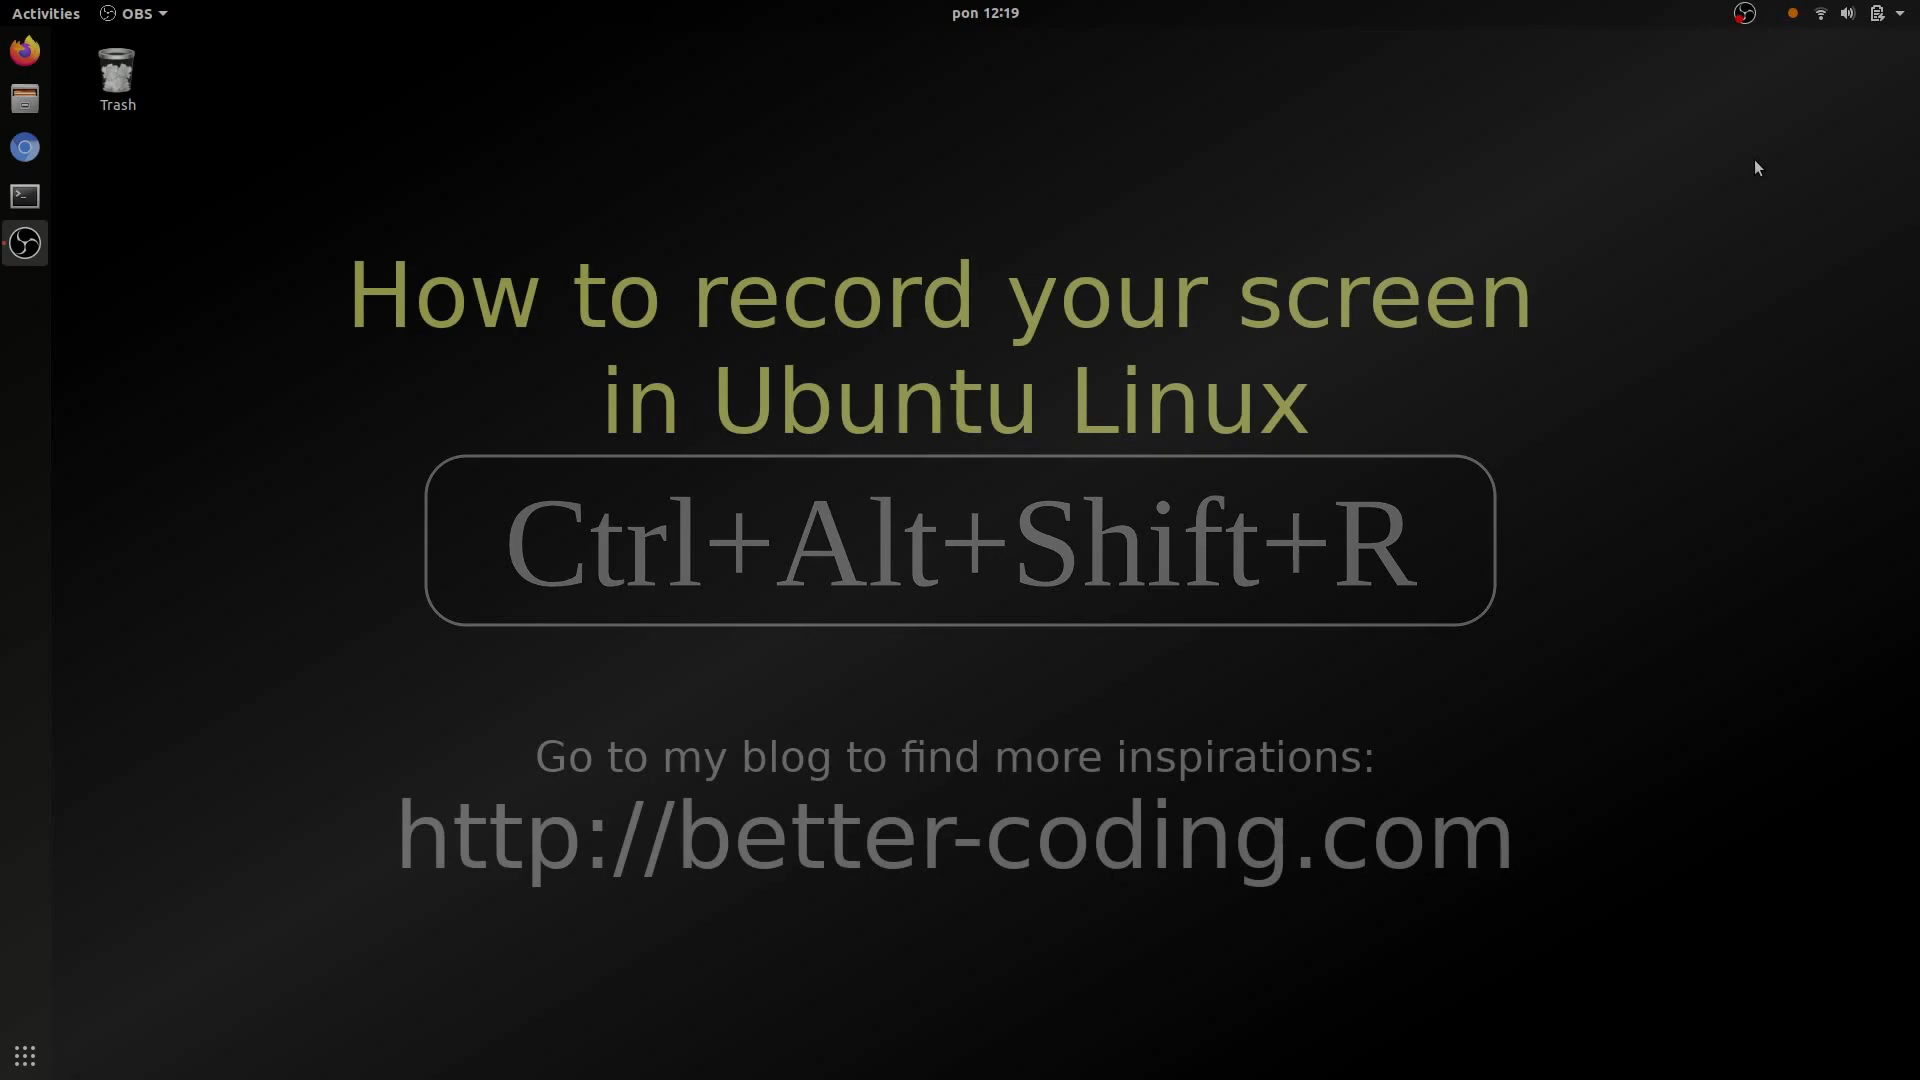 Activities OBS pon 12:19
Trash
How to record your screen
in Ubuntu Linux
Ctrl+Alt+Shift+R
Go to my blog to find more inspirations:
http://better-coding.com